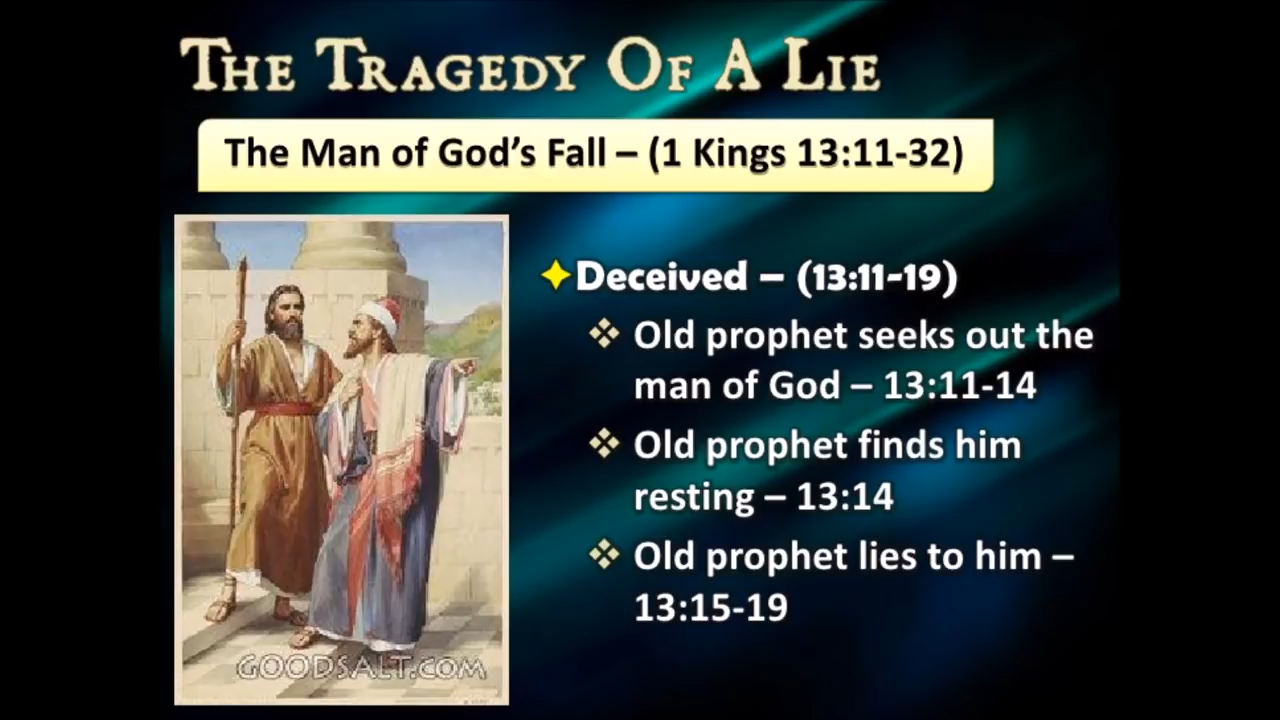 The Tragedy Of A Lie
The Man of God's Fall – (1 Kings 13:11-32)
Deceived – (13:11-19)
Old prophet seeks out the
man of God – 13:11-14
Old prophet finds him
resting – 13:14
Old prophet lies to him –
13:15-19
GOODSALT.COM